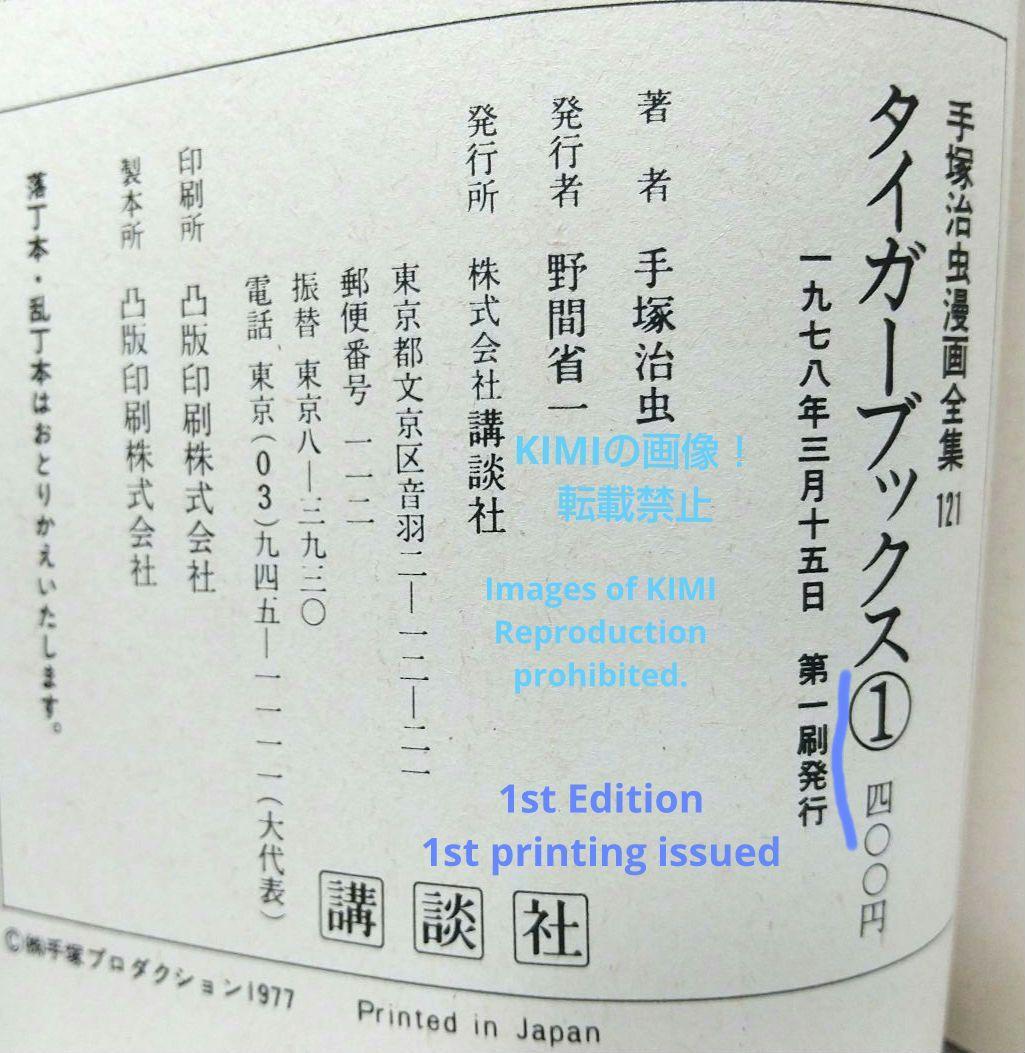 手塚治虫漫画全集 121
タイガーブックス① 四〇〇円
一九七八年三月十五日 第一刷発行
著者 手塚治虫
発行者 野間省一
発行所 株式会社講談社
東京都文京区音羽二―一二―二一
郵便番号 一一二
振替 東京八―三九三〇
電話 東京(03)九四五―一一一一(大代表)
印刷所 凸版印刷株式会社
製本所 凸版印刷株式会社
落丁本・乱丁本はおとりかえいたします。
講談社
©㈱手塚プロダクション1977
Printed in Japan
KIMIの画像！
転載禁止
Images of KIMI
Reproduction
prohibited.
1st Edition
1st printing issued